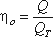 η_o = Q / Q_T